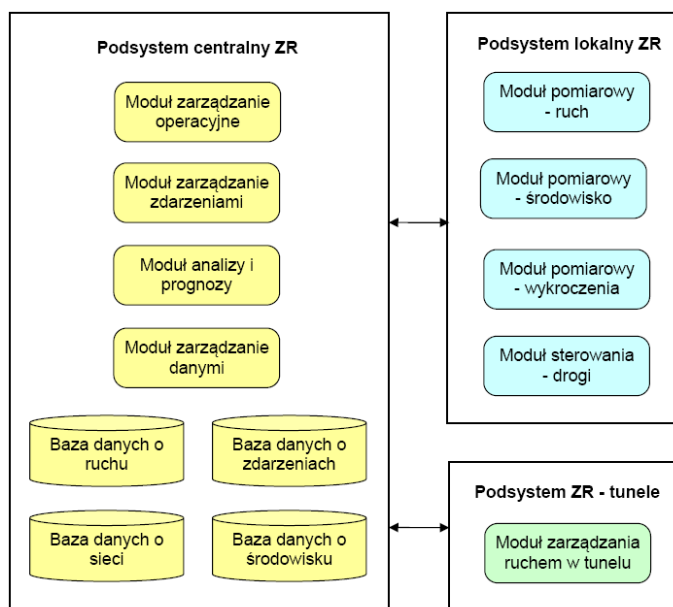 Podsystem centralny ZR
Moduł zarządzanie
operacyjne
Moduł zarządzanie
zdarzeniami
Moduł analizy i
prognozy
Moduł zarządzanie
danymi
Baza danych o
ruchu
Baza danych o
zdarzeniach
Baza danych o
sieci
Baza danych o
środowisku
Podsystem lokalny ZR
Moduł pomiarowy
- ruch
Moduł pomiarowy
- środowisko
Moduł pomiarowy
- wykroczenia
Moduł sterowania
- drogi
Podsystem ZR - tunele
Moduł zarządzania
ruchem w tunelu